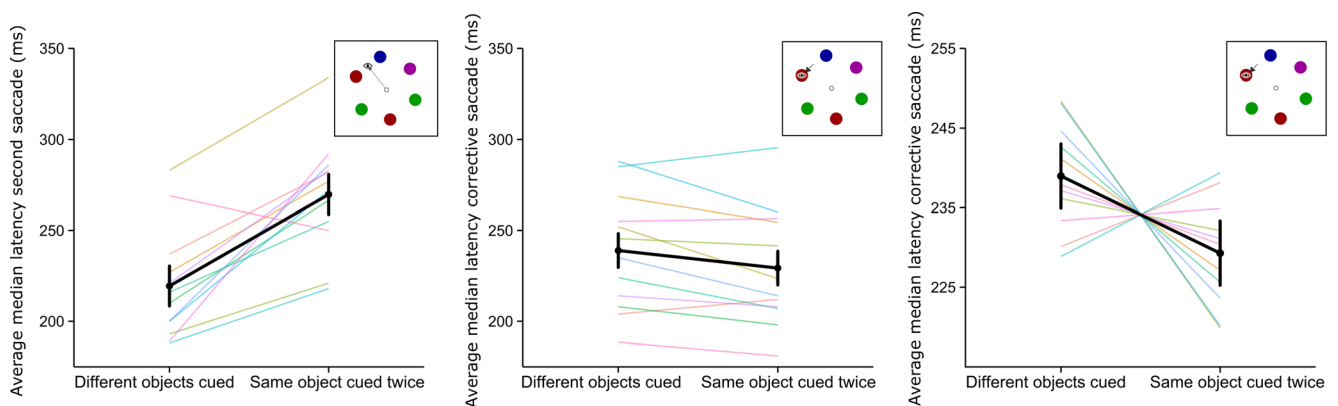 Average median latency second saccade (ms)
350
300
250
200
Different objects cued
Same object cued twice
Average median latency corrective saccade (ms)
350
300
250
200
Different objects cued
Same object cued twice
Average median latency corrective saccade (ms)
255
245
235
225
Different objects cued
Same object cued twice